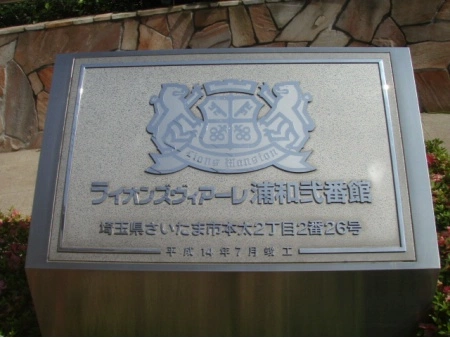 Lions Mansion
ライオンズヴィアーレ浦和弐番館
埼玉県さいたま市本太2丁目2番26号
平成14年7月竣工